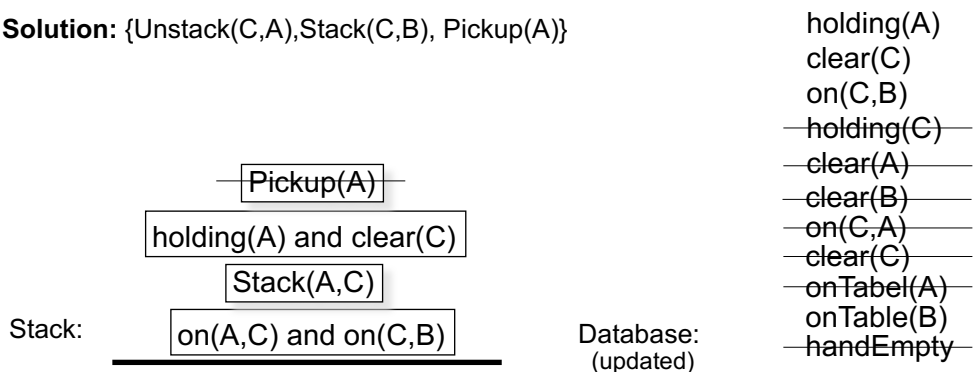 Solution: {Unstack(C,A),Stack(C,B), Pickup(A)}
Pickup(A)
holding(A) and clear(C)
Stack(A,C)
on(A,C) and on(C,B)
Stack:
Database:
(updated)
holding(A)
clear(C)
on(C,B)
holding(C)
clear(A)
clear(B)
on(C,A)
clear(C)
onTabel(A)
onTable(B)
handEmpty